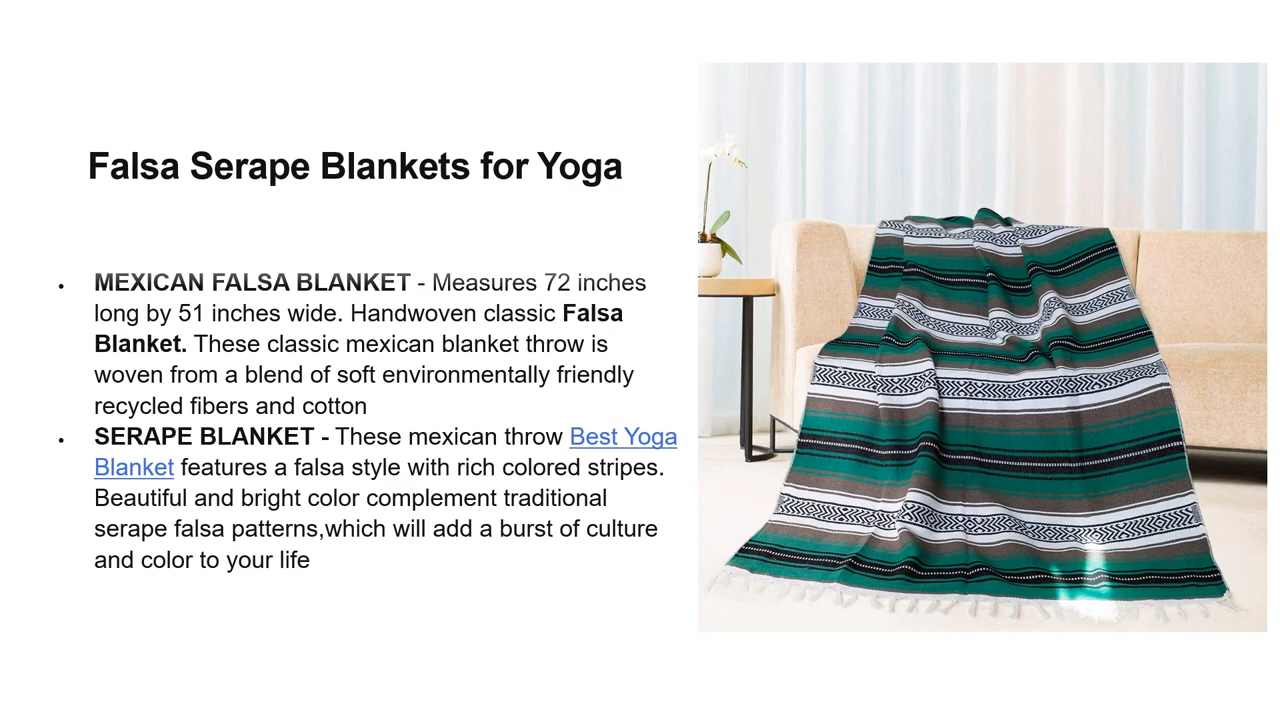 Falsa Serape Blankets for Yoga
• MEXICAN FALSA BLANKET - Measures 72 inches
long by 51 inches wide. Handwoven classic Falsa
Blanket. These classic mexican blanket throw is
woven from a blend of soft environmentally friendly
recycled fibers and cotton
• SERAPE BLANKET - These mexican throw Best Yoga
Blanket features a falsa style with rich colored stripes.
Beautiful and bright color complement traditional
serape falsa patterns,which will add a burst of culture
and color to your life